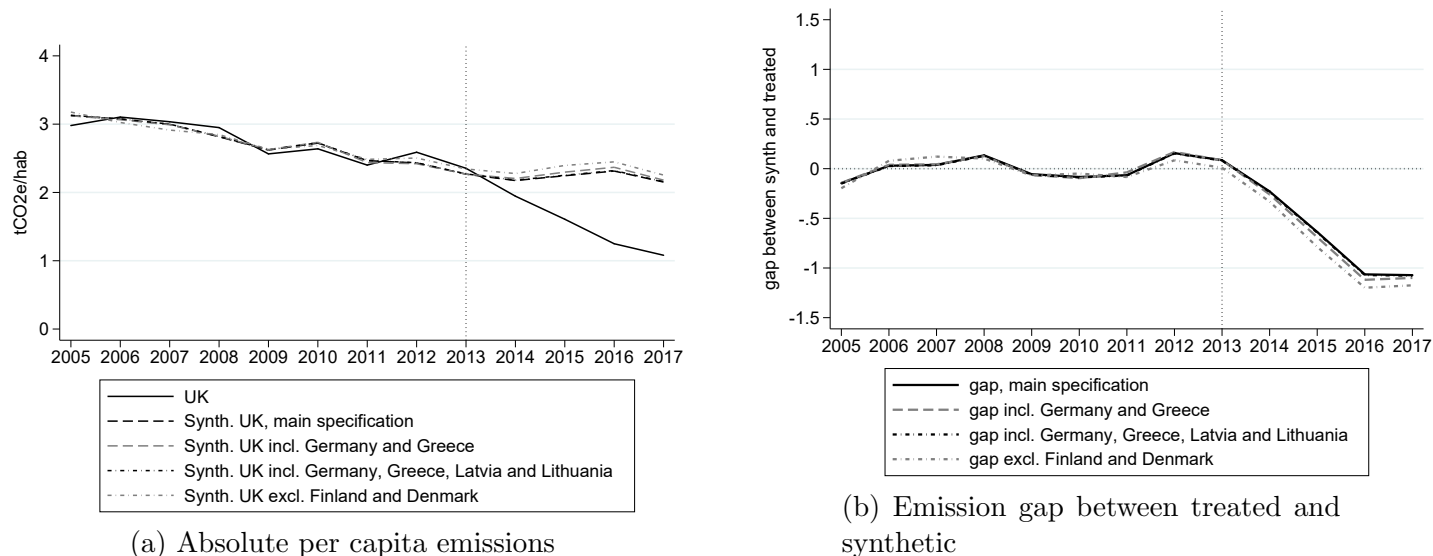 4
3
2
1
0
tCO2e/hab
2005 2006 2007 2008 2009 2010 2011 2012 2013 2014 2015 2016 2017
UK
Synth. UK, main specification
Synth. UK incl. Germany and Greece
Synth. UK incl. Germany, Greece, Latvia and Lithuania
Synth. UK excl. Finland and Denmark
(a) Absolute per capita emissions
1.5
1
.5
0
-.5
-1
-1.5
gap between synth and treated
2005 2006 2007 2008 2009 2010 2011 2012 2013 2014 2015 2016 2017
gap, main specification
gap incl. Germany and Greece
gap incl. Germany, Greece, Latvia and Lithuania
gap excl. Finland and Denmark
(b) Emission gap between treated and
synthetic